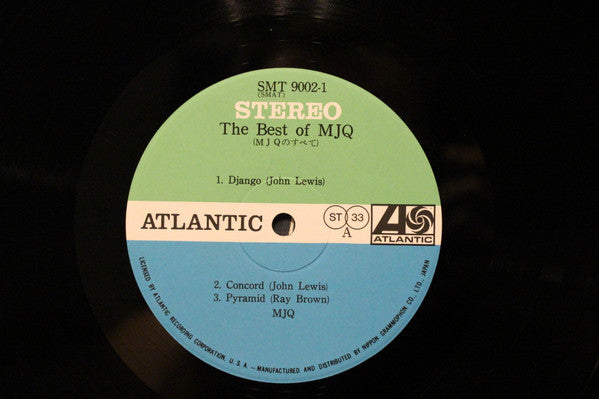 SMT 9002-1
(SMAT)
STEREO
The Best of MJQ
(MJQのすべて)
1. Django (John Lewis)
ATLANTIC
ST 33
A
ATLANTIC
2. Concord (John Lewis)
3. Pyramid (Ray Brown)
MJQ
LICENSED BY ATLANTIC RECORDING CORPORATION, U.S.A.-MANUFACTURED AND DISTRIBUTED BY NIPPON GRAMMOPHON CO., LTD. JAPAN